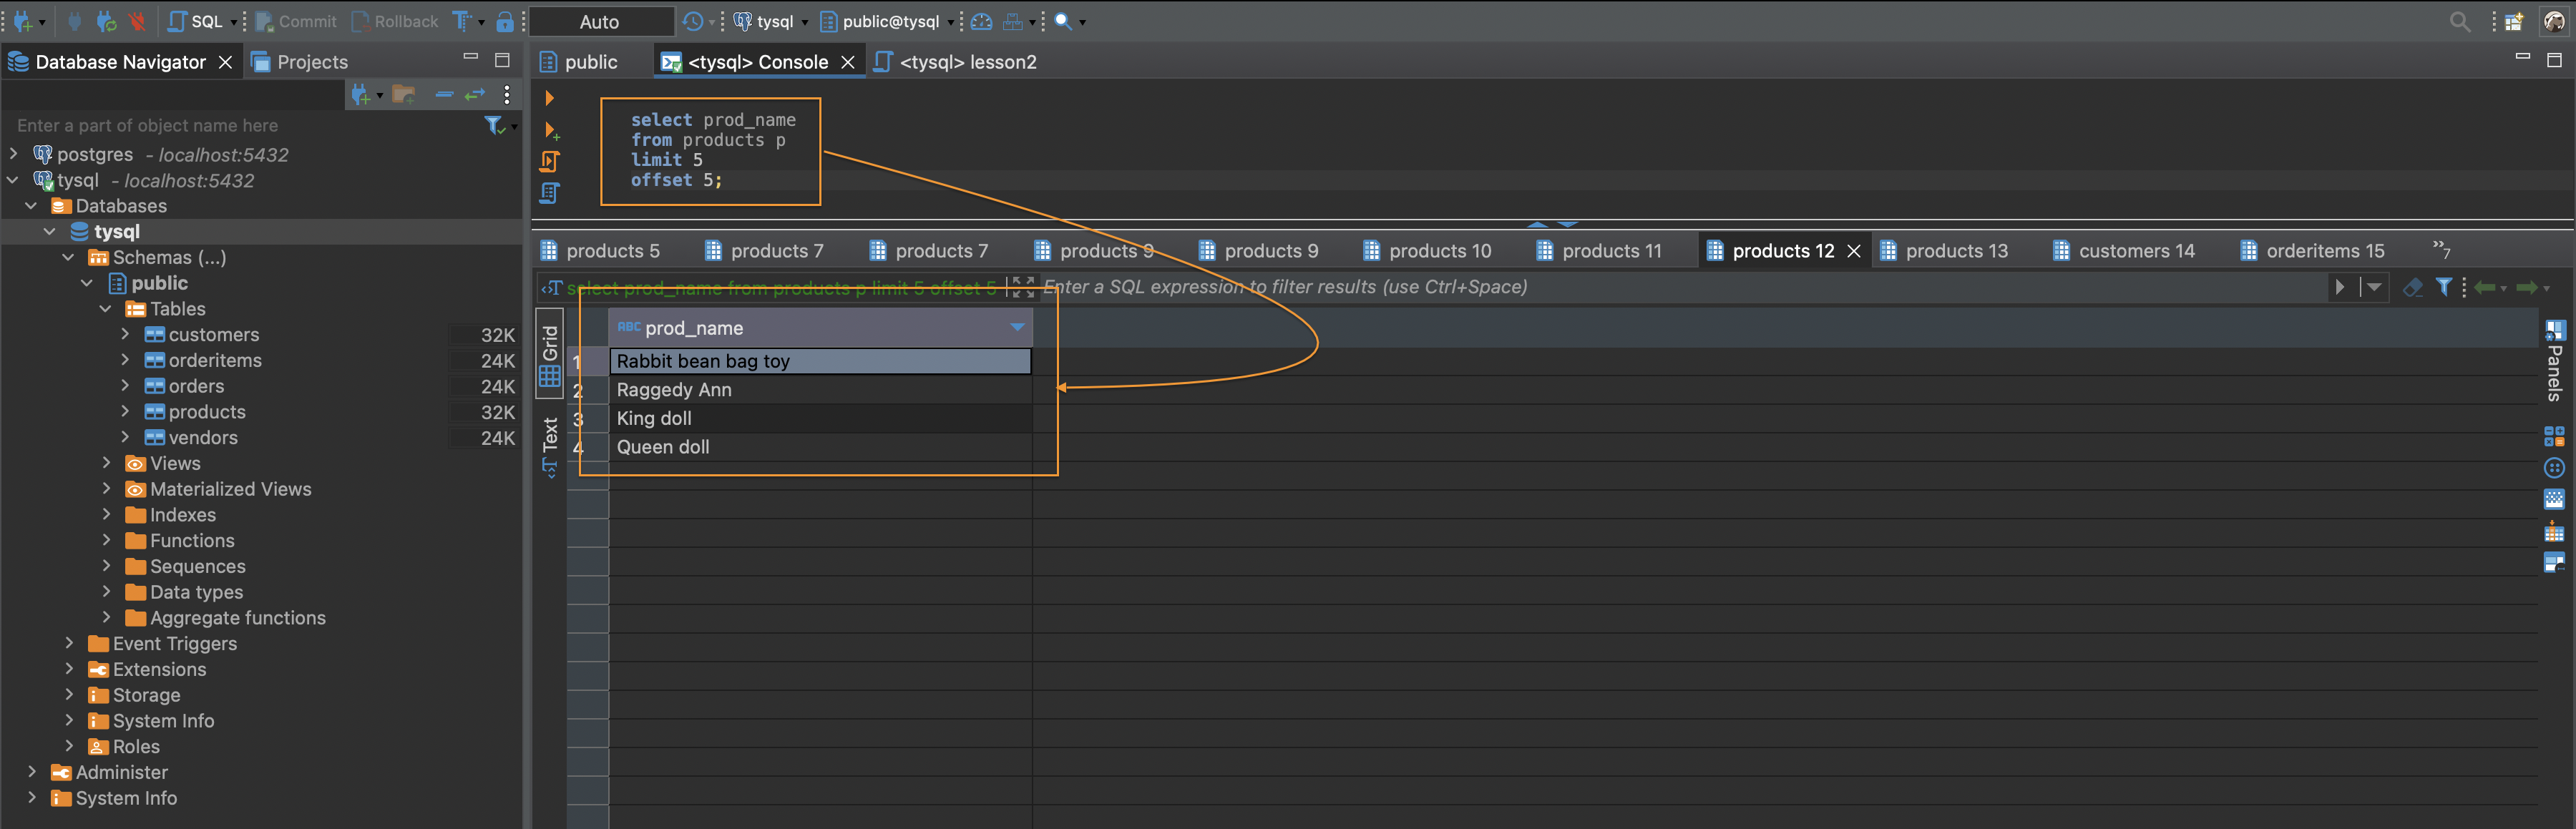 SQL Commit Rollback Auto tysql public@tysql
Database Navigator Projects
Enter a part of object name here
postgres - localhost:5432
tysql - localhost:5432
Databases
tysql
Schemas (...)
public
Tables
customers 32K
orderitems 24K
orders 24K
products 32K
vendors 24K
Views
Materialized Views
Indexes
Functions
Sequences
Data types
Aggregate functions
Event Triggers
Extensions
Storage
System Info
Roles
Administer
System Info
public <tysql> Console <tysql> lesson2
select prod_name
from products p
limit 5
offset 5;
products 5 products 7 products 7 products 9 products 9 products 10 products 11 products 12 products 13 customers 14 orderitems 15 »7
select prod_name from products p limit 5 offset 5 Enter a SQL expression to filter results (use Ctrl+Space)
Grid
Text
ABC prod_name
1 Rabbit bean bag toy
2 Raggedy Ann
3 King doll
4 Queen doll
Panels